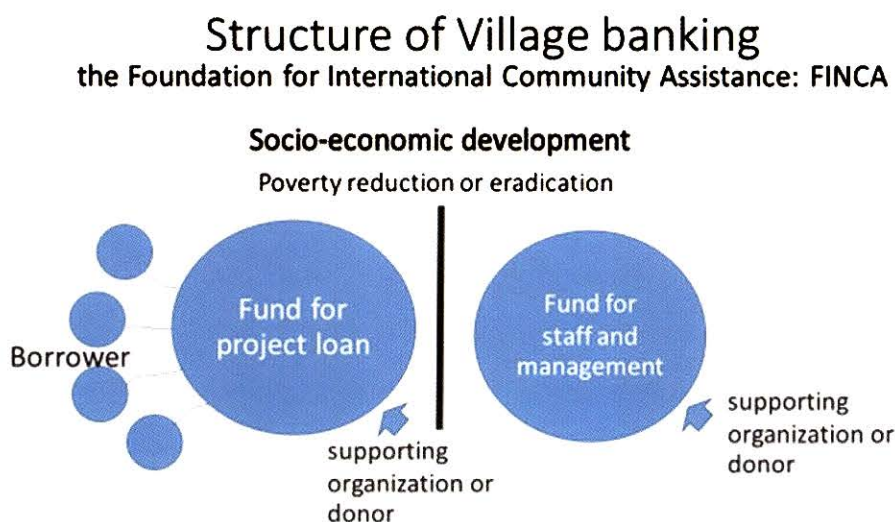 Structure of Village banking
the Foundation for International Community Assistance: FINCA
Socio-economic development
Poverty reduction or eradication
Fund for
project loan
Borrower
supporting
organization or
donor
Fund for
staff and
management
supporting
organization or
donor